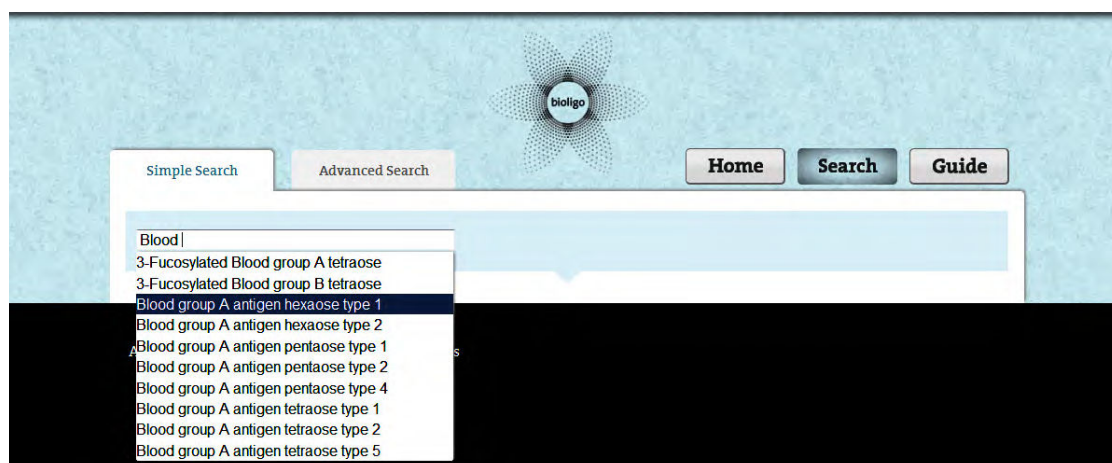 bioligo
Simple Search
Advanced Search
Home
Search
Guide
Blood
3-Fucosylated Blood group A tetraose
3-Fucosylated Blood group B tetraose
Blood group A antigen hexaose type 1
Blood group A antigen hexaose type 2
Blood group A antigen pentaose type 1
Blood group A antigen pentaose type 2
Blood group A antigen pentaose type 4
Blood group A antigen tetraose type 1
Blood group A antigen tetraose type 2
Blood group A antigen tetraose type 5